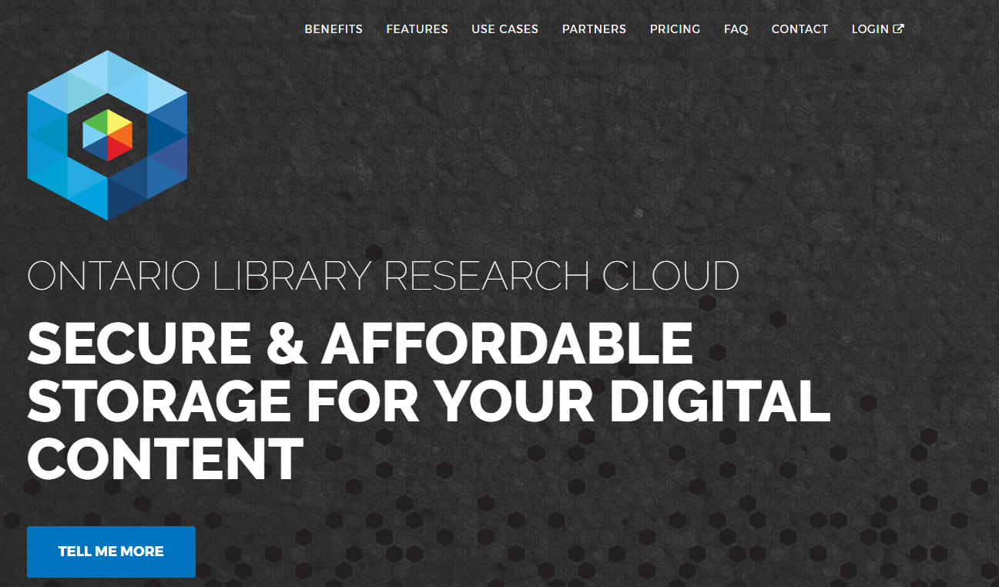 BENEFITS FEATURES USE CASES PARTNERS PRICING FAQ CONTACT LOGIN
ONTARIO LIBRARY RESEARCH CLOUD
SECURE & AFFORDABLE
STORAGE FOR YOUR DIGITAL
CONTENT
TELL ME MORE